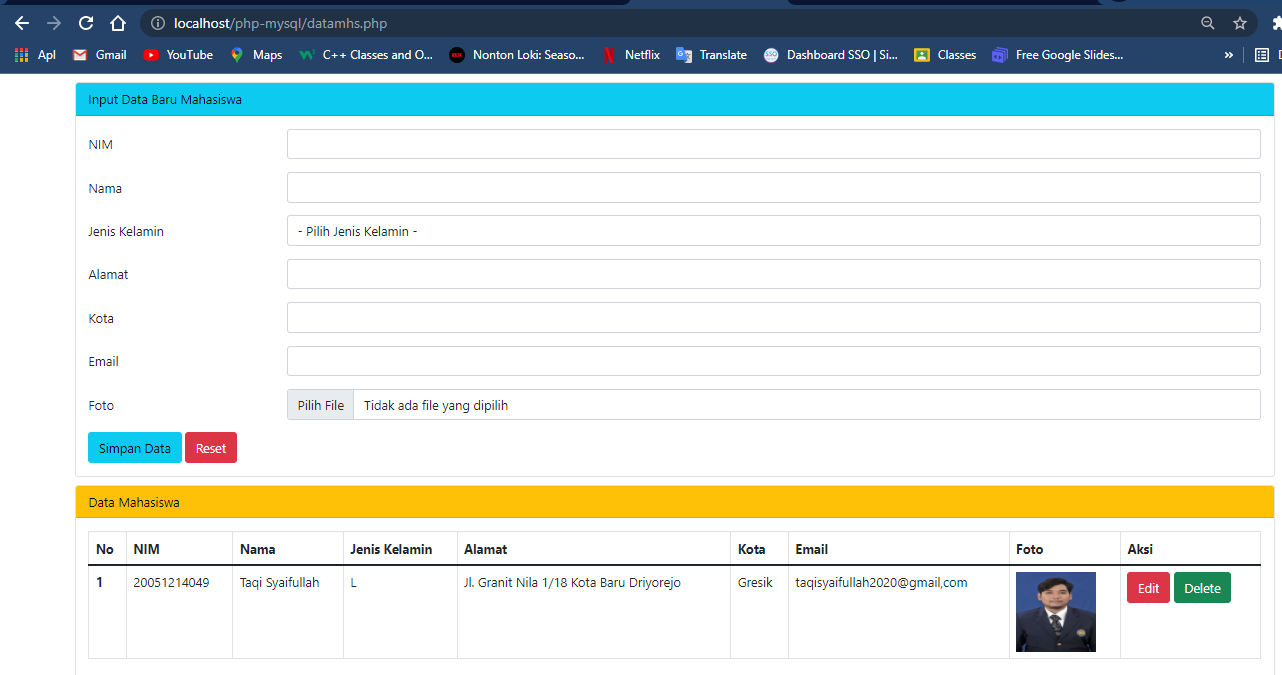 localhost/php-mysql/datamhs.php
Apl Gmail YouTube Maps C++ Classes and O... Nonton Loki: Seaso... Netflix Translate Dashboard SSO | Si... Classes Free Google Slides... »
Input Data Baru Mahasiswa
NIM
Nama
Jenis Kelamin - Pilih Jenis Kelamin -
Alamat
Kota
Email
Foto Pilih File Tidak ada file yang dipilih
Simpan Data Reset
Data Mahasiswa
No NIM Nama Jenis Kelamin Alamat Kota Email Foto Aksi
1 20051214049 Taqi Syaifullah L Jl. Granit Nila 1/18 Kota Baru Driyorejo Gresik taqisyaifullah2020@gmail,com Edit Delete